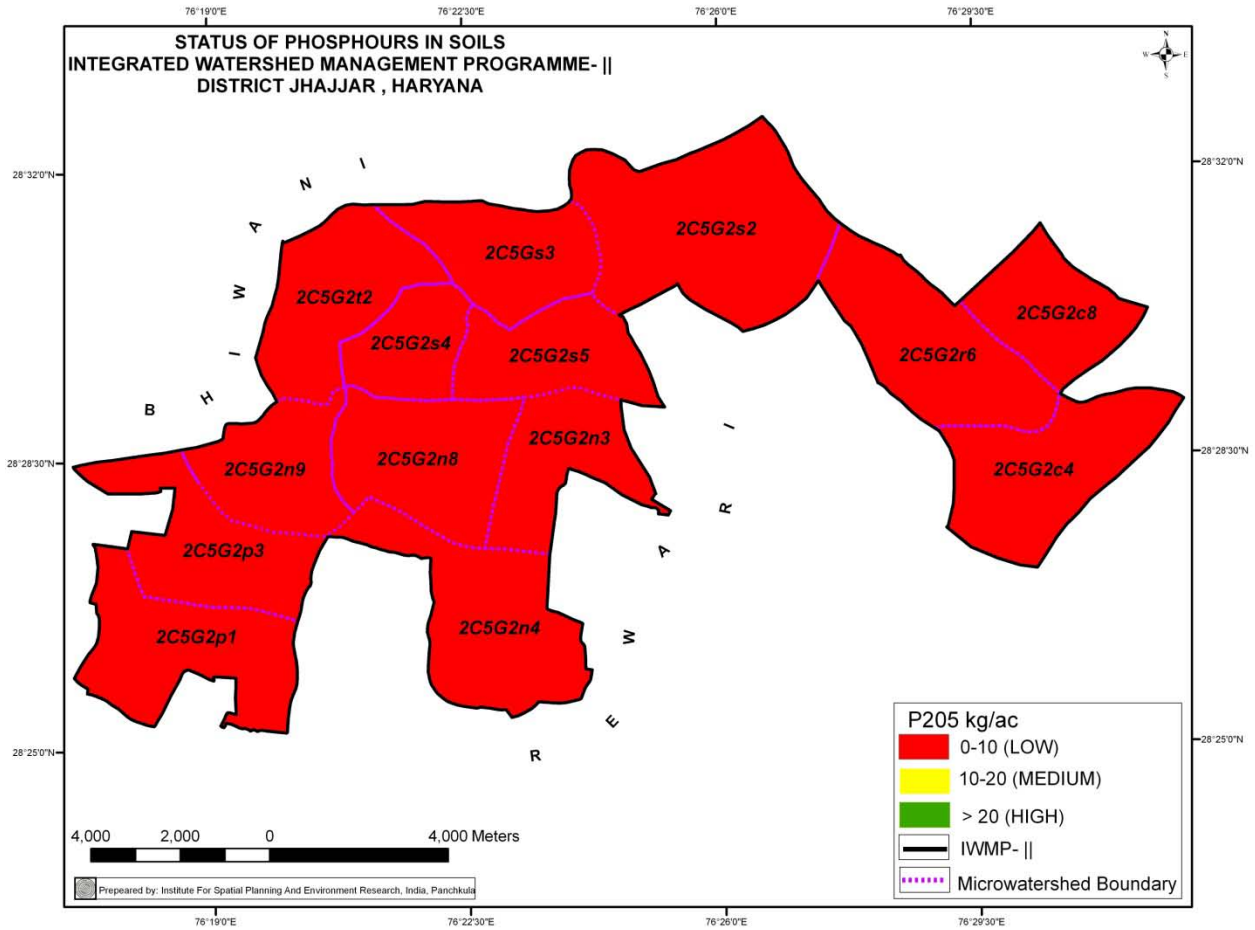 76°19'0"E 76°22'30"E 76°26'0"E 76°29'30"E
STATUS OF PHOSPHOURS IN SOILS
INTEGRATED WATERSHED MANAGEMENT PROGRAMME- ||
DISTRICT JHAJJAR , HARYANA
N
W E
S
28°32'0"N 28°32'0"N
BHIWANI
2C5G2s2
2C5Gs3
2C5G2t2
2C5G2c8
2C5G2s4
2C5G2s5
2C5G2r6
2C5G2n3
2C5G2n8
2C5G2n9
2C5G2c4
28°28'30"N 28°28'30"N
2C5G2p3
2C5G2n4
2C5G2p1
REWARI
P205 kg/ac
0-10 (LOW)
10-20 (MEDIUM)
> 20 (HIGH)
IWMP- ||
Microwatershed Boundary
28°25'0"N 28°25'0"N
4,000 2,000 0 4,000 Meters
Prepeared by: Institute For Spatial Planning And Environment Research, India, Panchkula
76°19'0"E 76°22'30"E 76°26'0"E 76°29'30"E